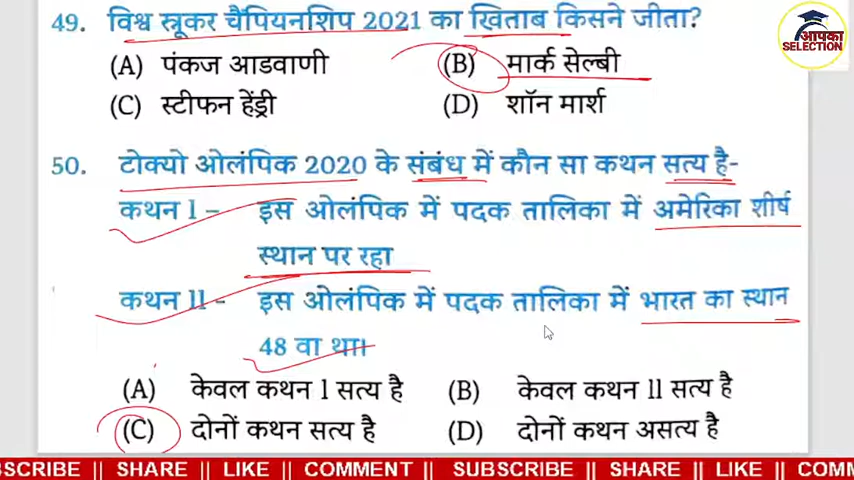 49. विश्व स्नूकर चैंपियनशिप 2021 का खिताब किसने जीता?
आपका
SELECTION
(A) पंकज आडवाणी (B) मार्क सेल्बी
(C) स्टीफन हेंड्री (D) शॉन मार्श
50. टोक्यो ओलंपिक 2020 के संबंध में कौन सा कथन सत्य है-
कथन I – इस ओलंपिक में पदक तालिका में अमेरिका शीर्ष
स्थान पर रहा
कथन II – इस ओलंपिक में पदक तालिका में भारत का स्थान
48 वा था।
(A) केवल कथन I सत्य है (B) केवल कथन II सत्य है
(C) दोनों कथन सत्य है (D) दोनों कथन असत्य है
SCRIBE || SHARE || LIKE || COMMENT || SUBSCRIBE || SHARE || LIKE || COM